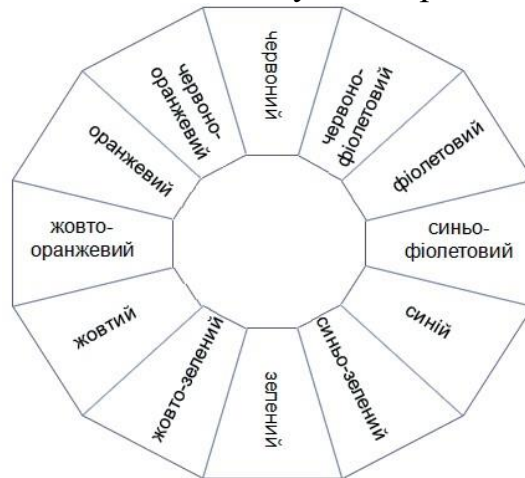 червоний
червоно-
фіолетовий
фіолетовий
синьо-
фіолетовий
синій
синьо-зелений
зелений
жовто-зелений
жовтий
жовто-
оранжевий
оранжевий
червоно-
оранжевий